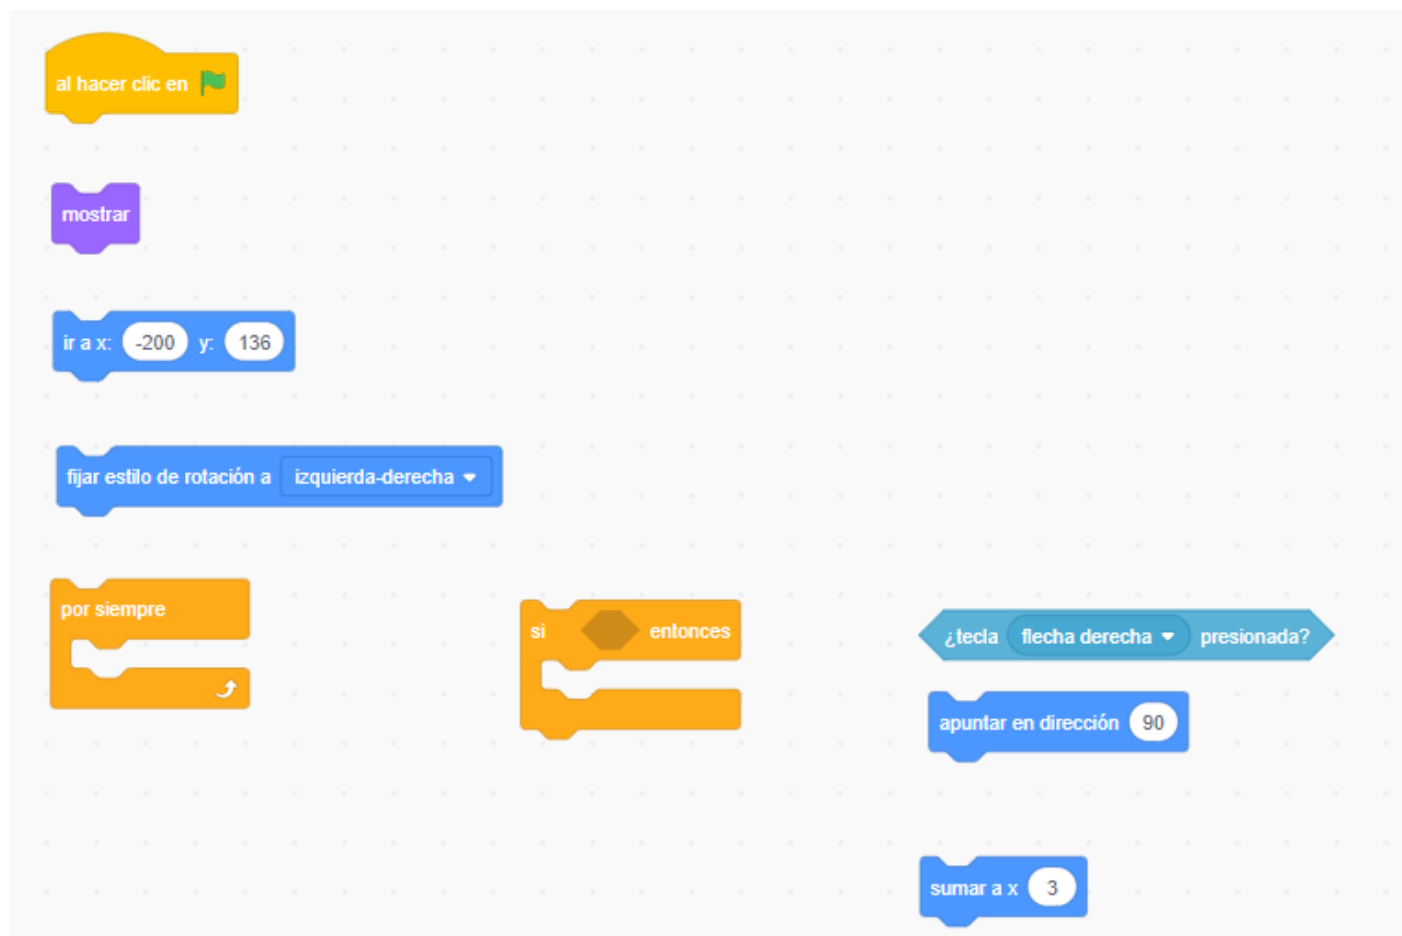 al hacer clic en
mostrar
ir a x: -200 y: 136
fijar estilo de rotación a izquierda-derecha
por siempre
si entonces
¿tecla flecha derecha presionada?
apuntar en dirección 90
sumar a x 3